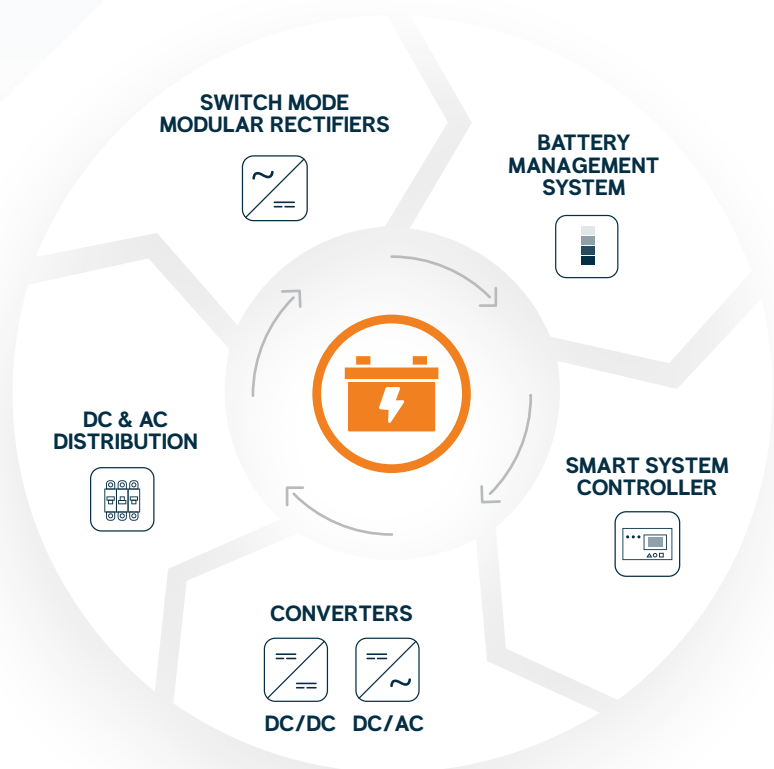 SWITCH MODE
MODULAR RECTIFIERS
BATTERY
MANAGEMENT
SYSTEM
SMART SYSTEM
CONTROLLER
CONVERTERS
DC/DC DC/AC
DC & AC
DISTRIBUTION